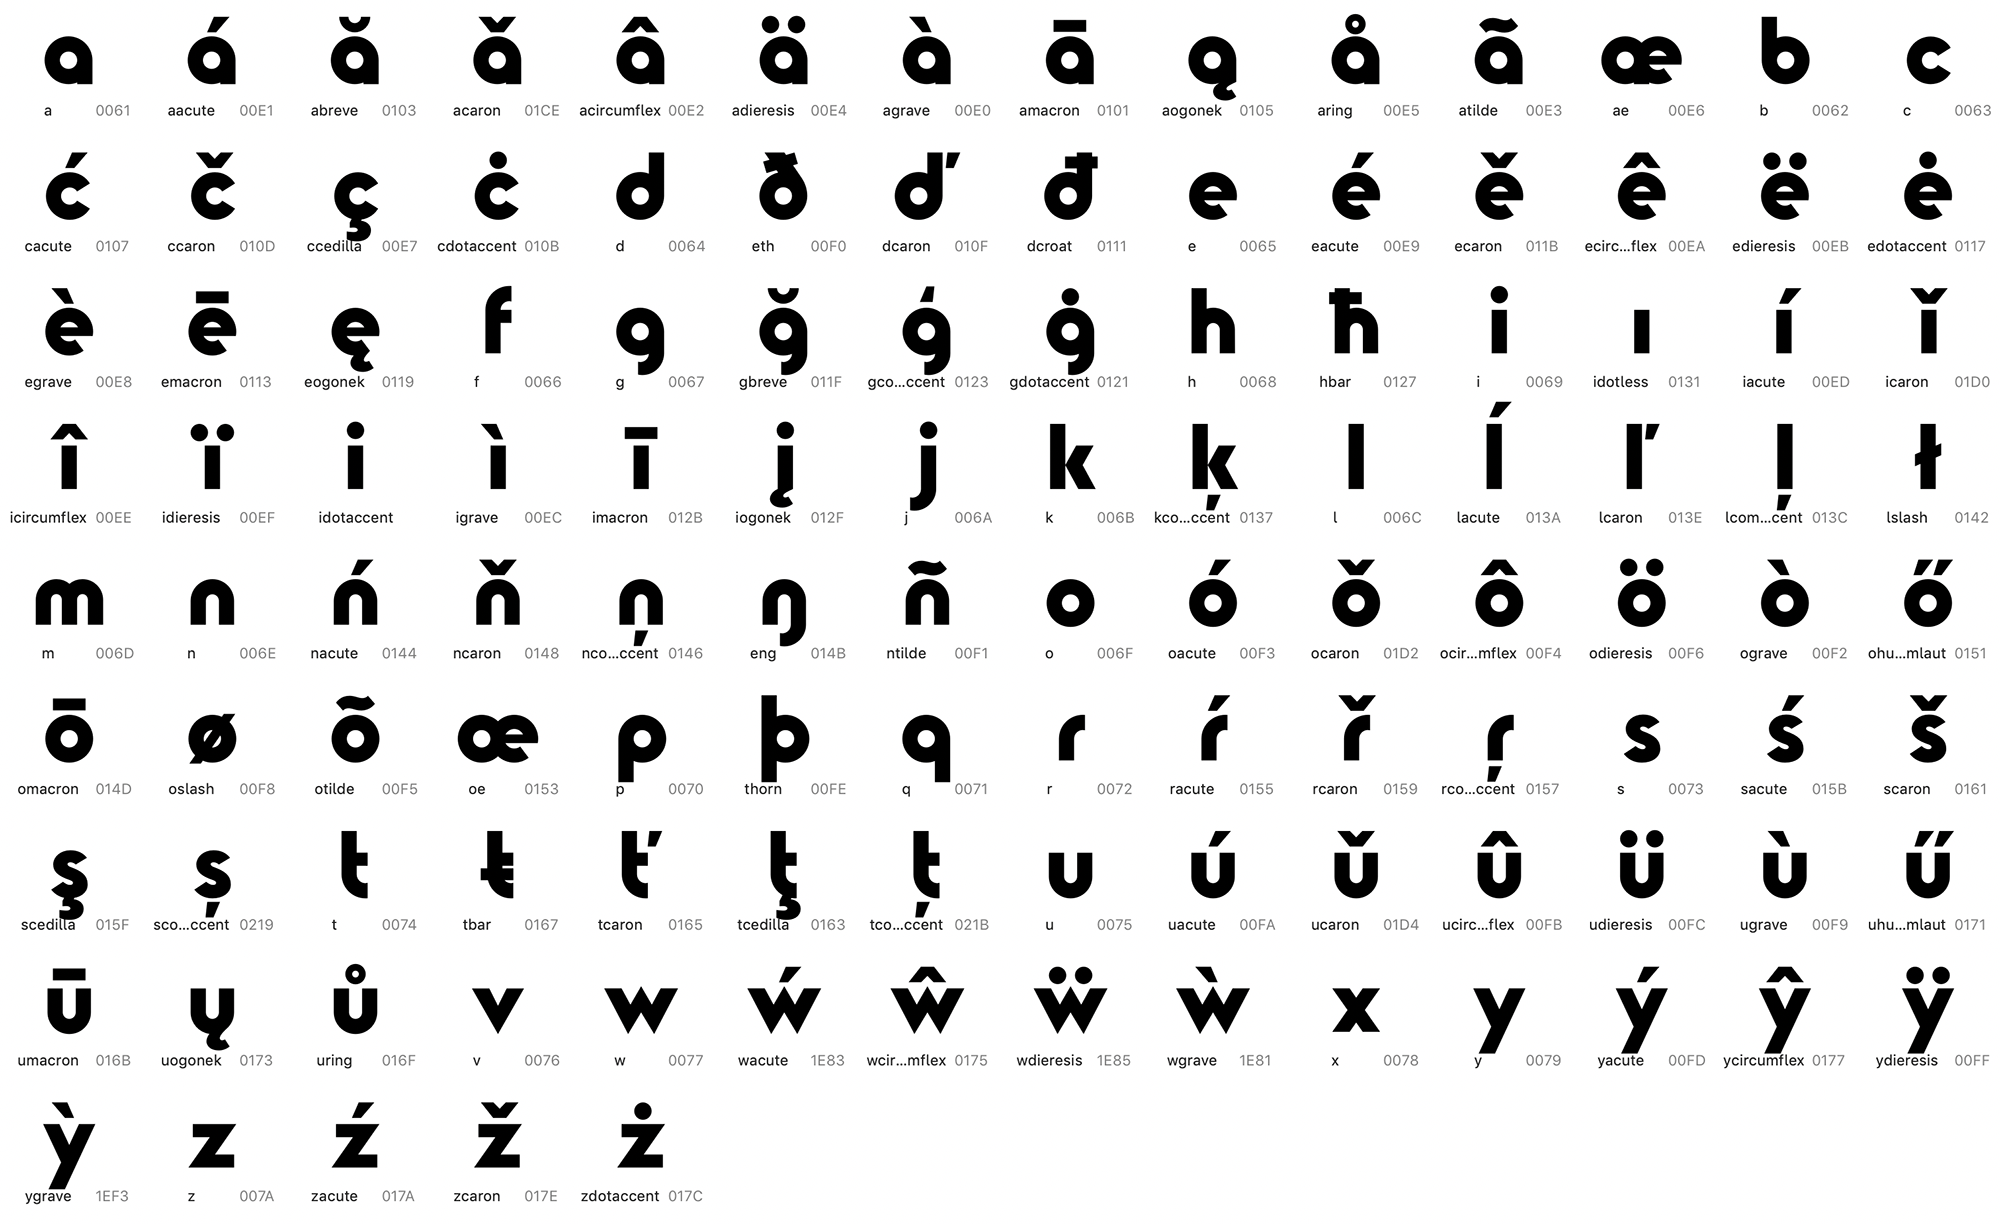 a á ă ǎ â ä à ā ą å ã æ b c
a 0061 aacute 00E1 abreve 0103 acaron 01CE acircumflex 00E2 adieresis 00E4 agrave 00E0 amacron 0101 aogonek 0105 aring 00E5 atilde 00E3 ae 00E6 b 0062 c 0063
ć č ç ċ d ð ď đ e é ě ê ë ė
cacute 0107 ccaron 010D ccedilla 00E7 cdotaccent 010B d 0064 eth 00F0 dcaron 010F dcroat 0111 e 0065 eacute 00E9 ecaron 011B ecirc...flex 00EA edieresis 00EB edotaccent 0117
è ē ę f g ğ ģ ġ h ħ i ı í ǐ
egrave 00E8 emacron 0113 eogonek 0119 f 0066 g 0067 gbreve 011F gco...ccent 0123 gdotaccent 0121 h 0068 hbar 0127 i 0069 idotless 0131 iacute 00ED icaron 01D0
î ï i ì ī į j k ķ l ĺ ľ ļ ł
icircumflex 00EE idieresis 00EF idotaccent igrave 00EC imacron 012B iogonek 012F j 006A k 006B kco...ccent 0137 l 006C lacute 013A lcaron 013E lcom...cent 013C lslash 0142
m n ń ň ņ ŋ ñ o ó ǒ ô ö ò ő
m 006D n 006E nacute 0144 ncaron 0148 nco...ccent 0146 eng 014B ntilde 00F1 o 006F oacute 00F3 ocaron 01D2 ocir...mflex 00F4 odieresis 00F6 ograve 00F2 ohu...mlaut 0151
ō ø õ œ p þ q r ŕ ř ŗ s ś š
omacron 014D oslash 00F8 otilde 00F5 oe 0153 p 0070 thorn 00FE q 0071 r 0072 racute 0155 rcaron 0159 rco...ccent 0157 s 0073 sacute 015B scaron 0161
ş ș t ŧ ť ţ ț u ú ǔ û ü ù ű
scedilla 015F sco...ccent 0219 t 0074 tbar 0167 tcaron 0165 tcedilla 0163 tco...ccent 021B u 0075 uacute 00FA ucaron 01D4 ucirc...flex 00FB udieresis 00FC ugrave 00F9 uhu...mlaut 0171
ū ų ů v w ẃ ŵ ẅ ẁ x y ý ŷ ÿ
umacron 016B uogonek 0173 uring 016F v 0076 w 0077 wacute 1E83 wcir...mflex 0175 wdieresis 1E85 wgrave 1E81 x 0078 y 0079 yacute 00FD ycircumflex 0177 ydieresis 00FF
ỳ z ź ž ż
ygrave 1EF3 z 007A zacute 017A zcaron 017E zdotaccent 017C